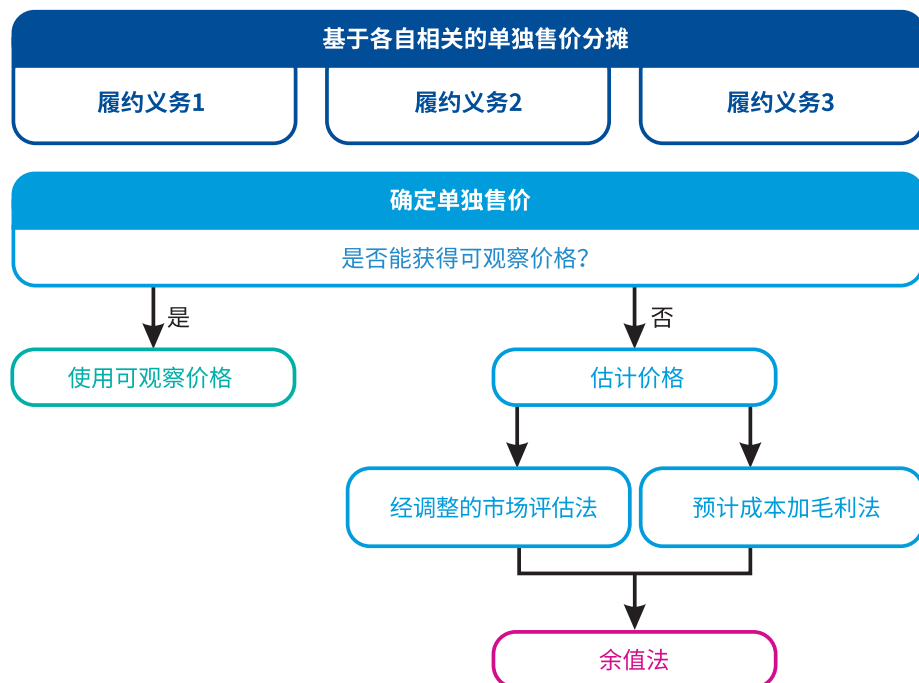 基于各自相关的单独售价分摊
履约义务1
履约义务2
履约义务3
确定单独售价
是否能获得可观察价格？
是
否
使用可观察价格
估计价格
经调整的市场评估法
预计成本加毛利法
余值法